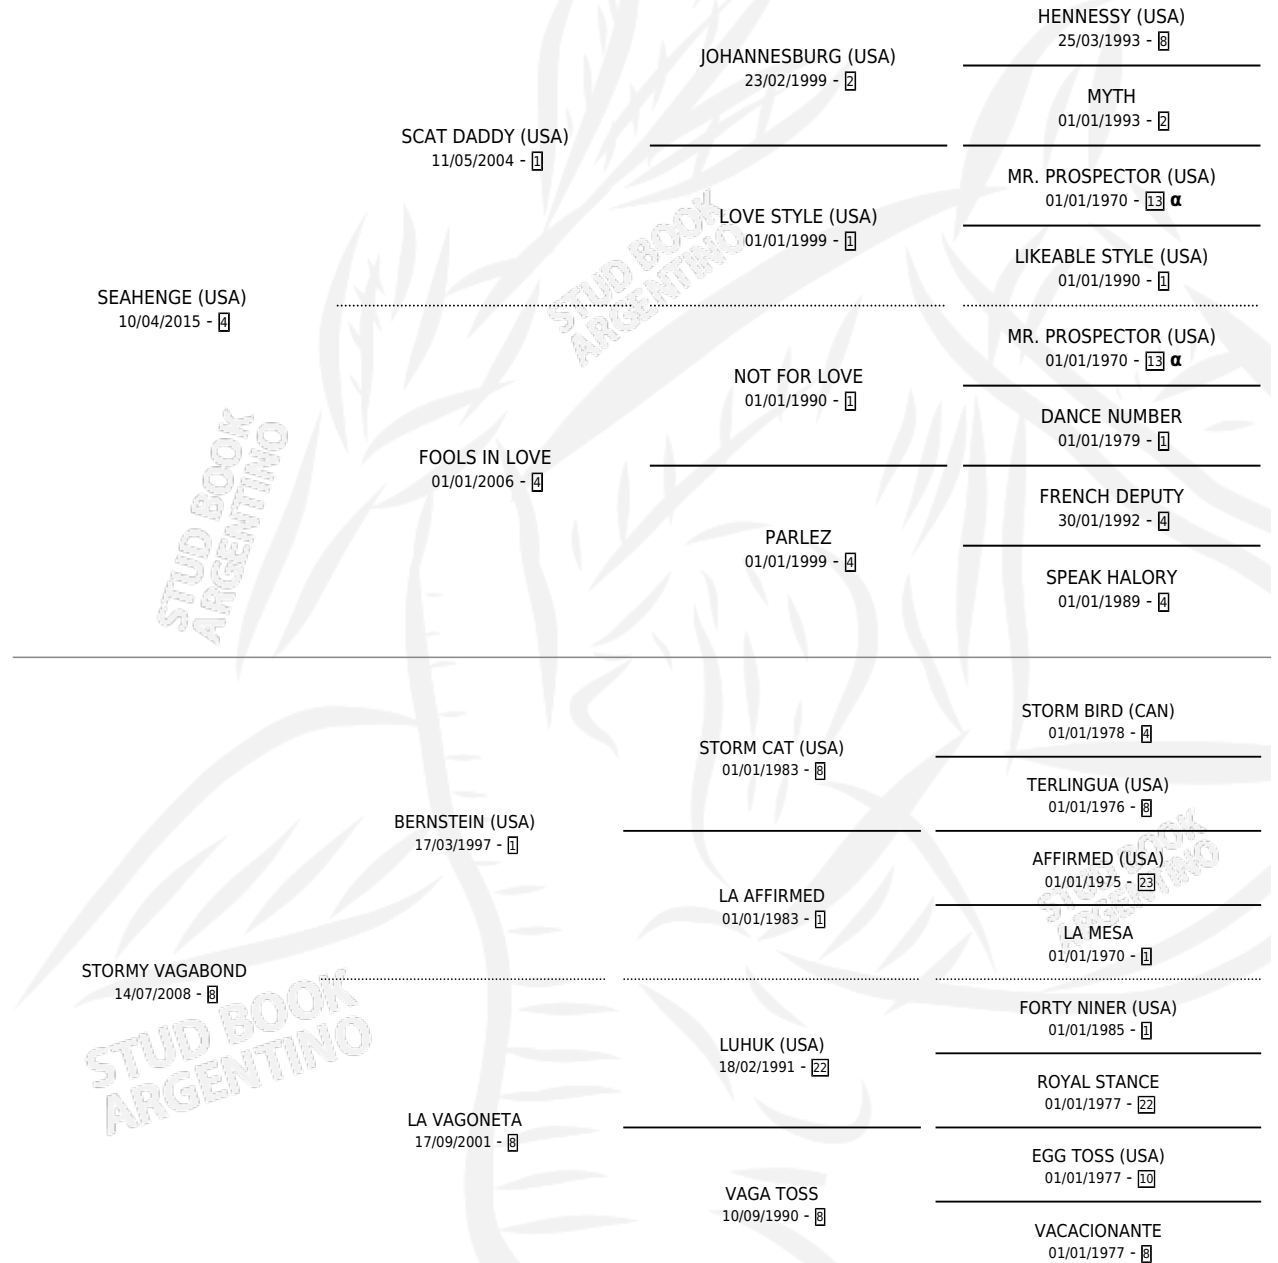 HENNESSY (USA)
25/03/1993 - 8
JOHANNESBURG (USA)
23/02/1999 - 2
MYTH
01/01/1993 - 2
SCAT DADDY (USA)
11/05/2004 - 1
MR. PROSPECTOR (USA)
01/01/1970 - 13 α
LOVE STYLE (USA)
01/01/1999 - 1
LIKEABLE STYLE (USA)
01/01/1990 - 1
SEAHENGE (USA)
10/04/2015 - 4
MR. PROSPECTOR (USA)
01/01/1970 - 13 α
NOT FOR LOVE
01/01/1990 - 1
DANCE NUMBER
01/01/1979 - 1
FOOLS IN LOVE
01/01/2006 - 4
FRENCH DEPUTY
30/01/1992 - 4
PARLEZ
01/01/1999 - 4
SPEAK HALORY
01/01/1989 - 4
STORM BIRD (CAN)
01/01/1978 - 4
STORM CAT (USA)
01/01/1983 - 8
TERLINGUA (USA)
01/01/1976 - 8
BERNSTEIN (USA)
17/03/1997 - 1
AFFIRMED (USA)
01/01/1975 - 23
LA AFFIRMED
01/01/1983 - 1
LA MESA
01/01/1970 - 1
STORMY VAGABOND
14/07/2008 - 8
FORTY NINER (USA)
01/01/1985 - 1
LUHUK (USA)
18/02/1991 - 22
ROYAL STANCE
01/01/1977 - 22
LA VAGONETA
17/09/2001 - 8
EGG TOSS (USA)
01/01/1977 - 10
VAGA TOSS
10/09/1990 - 8
VACACIONANTE
01/01/1977 - 8
STUD BOOK
ARGENTINO
STUD BOOK
ARGENTINO
STUD BOOK
ARGENTINO
STUD BOOK
ARGENTINO